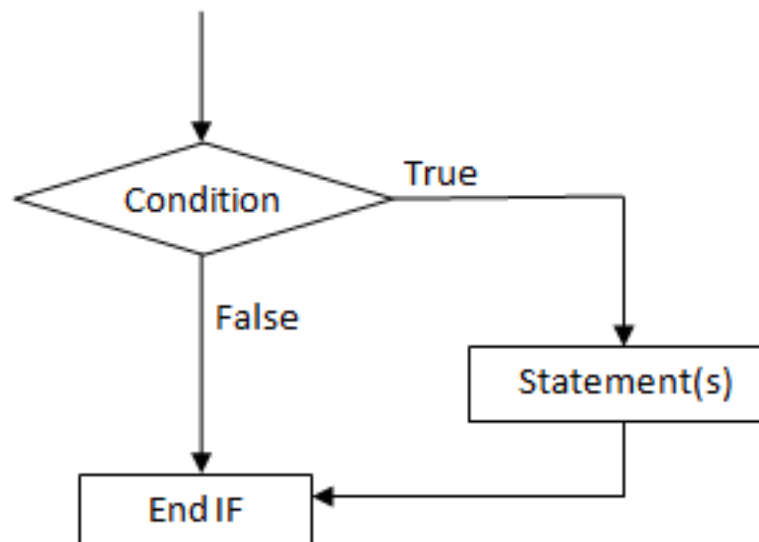 True
Condition
False
Statement(s)
End IF